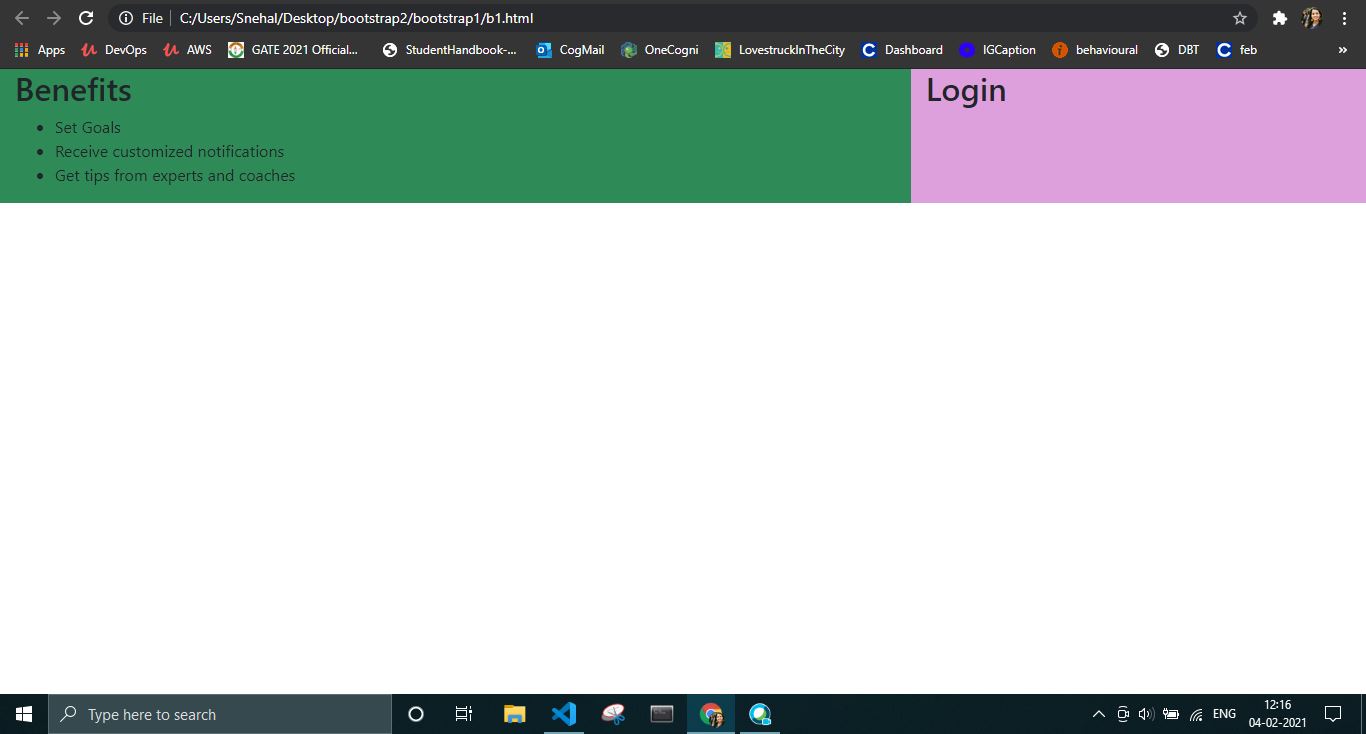 File C:/Users/Snehal/Desktop/bootstrap2/bootstrap1/b1.html
Apps DevOps AWS GATE 2021 Official... StudentHandbook-... CogMail OneCogni LovestruckInTheCity Dashboard IGCaption behavioural DBT feb »
Benefits
• Set Goals
• Receive customized notifications
• Get tips from experts and coaches
Login
Type here to search
ENG
12:16
04-02-2021